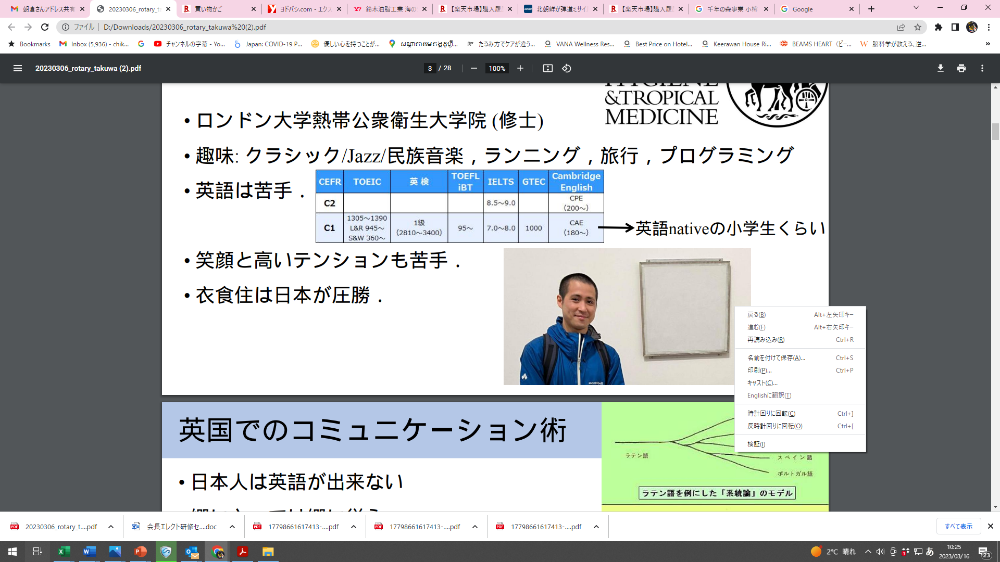 朝倉さんアドレス共有
20230306_rotary_t
買い物かご
ヨドバシ.com - エクス
鈴木油脂工業 海の
【楽天市場】購入履
北朝鮮が弾道ミサイ
【楽天市場】購入履
千年の森事業 小樽
Google
ファイル D:/Downloads/20230306_rotary_takuwa%20(2).pdf
Bookmarks Inbox (5,936) - chik... チャンネルの字幕 - Yo... Japan: COVID-19 P... 優しい心を持つことが... たるみ方でケアが違う... VANA Wellness Res... Best Price on Hotel... Keerawan House Ri... BEAMS HEART（ビー... 脳科学が教える、逆...
20230306_rotary_takuwa (2).pdf 3 / 28 100%
HYGIENE
&TROPICAL
MEDICINE
• ロンドン大学熱帯公衆衛生大学院 (修士)
• 趣味: クラシック/Jazz/民族音楽，ランニング，旅行，プログラミング
• 英語は苦手．
CEFR TOEIC 英 検 TOEFL iBT IELTS GTEC Cambridge English
C2 8.5～9.0 CPE （200～）
C1 1305～1390 L&R 945～ S&W 360～ 1級 （2810～3400） 95～ 7.0～8.0 1000 CAE （180～）
英語nativeの小学生くらい
• 笑顔と高いテンションも苦手．
• 衣食住は日本が圧勝．
montbell
戻る(B) Alt+左矢印キー
進む(F) Alt+右矢印キー
再読み込み(R) Ctrl+R
名前を付けて保存(A)... Ctrl+S
印刷(P)... Ctrl+P
キャスト(C)...
Englishに翻訳(T)
時計回りに回転(C) Ctrl+]
反時計回りに回転(O) Ctrl+[
検証(I)
英国でのコミュニケーション術
ラテン語
スペイン語
ポルトガル語
ラテン語を例にした「系統論」のモデル
• 日本人は英語が出来ない
20230306_rotary_t....pdf
会長エレクト研修セ....doc
17798661617413-....pdf
17798661617413-....pdf
17798661617413-....pdf
すべて表示
2°C 晴れ
あ
10:25
2023/03/16
23